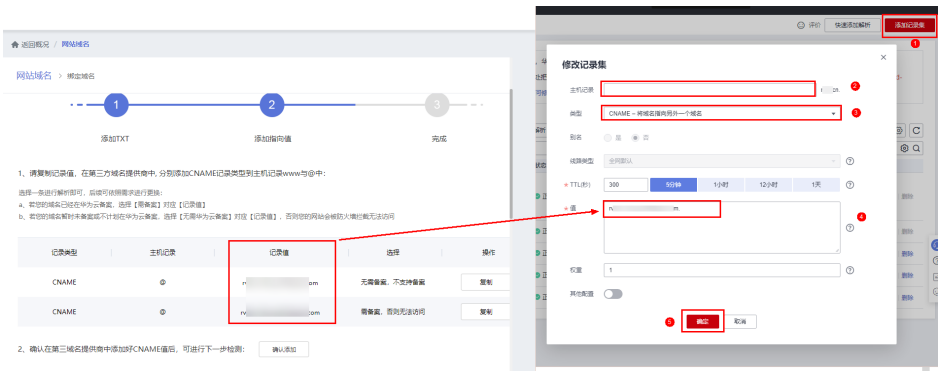 返回概况 / 网站域名
网站域名 > 绑定域名
1
2
3
添加TXT
添加指向值
完成
1、请复制记录值，在第三方域名提供商中, 分别添加CNAME记录类型到主机记录www与@中：
选择一条进行解析即可，后续可依照需求进行更换：
a、若您的域名已经在华为云备案，选择【需备案】对应【记录值】
b、若您的域名暂时未备案或不计划在华为云备案，选择【无需华为云备案】对应【记录值】，否则您的网站会被防火墙拦截无法访问
记录类型 主机记录 记录值 选择 操作
CNAME @ om 无需备案，不支持备案 复制
CNAME @ rv com 需备案，否则无法访问 复制
2、确认在第三域名提供商中添加好CNAME值后，可进行下一步检测： 确认添加
评价 快速添加解析 添加记录集
1
修改记录集
主机记录 2
类型 CNAME – 将域名指向另外一个域名 3
别名 是 否
线路类型 全网默认
* TTL(秒) 300 5分钟 1小时 12小时 1天
* 值
4
权重 1
其他配置
5 确定 取消
删除
删除
删除